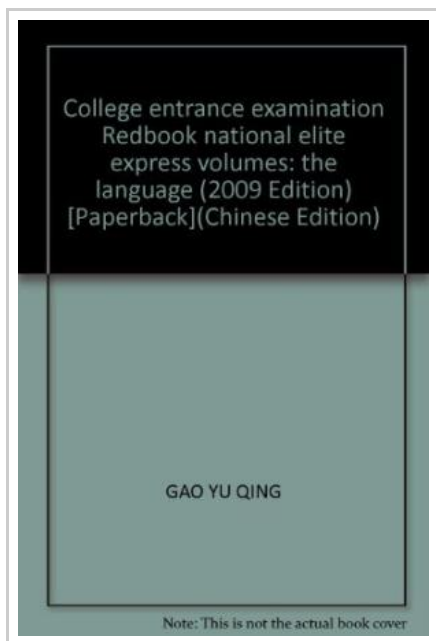 College entrance examination
Redbook national elite
express volumes: the
language (2009 Edition)
[Paperback](Chinese Edition)
GAO YU QING
Note: This is not the actual book cover